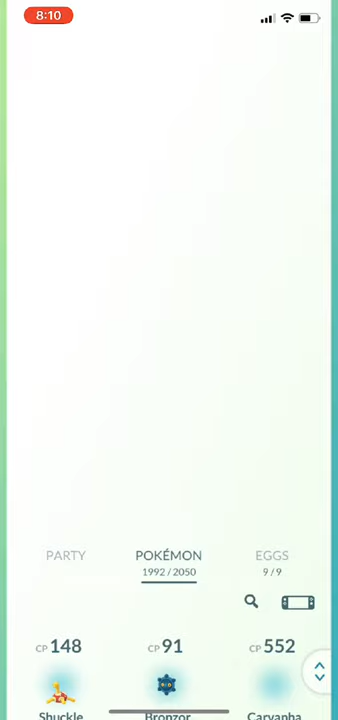 8:10
PARTY POKÉMON EGGS
1992 / 2050 9 / 9
CP 148 CP 91 CP 552
Shuckle Bronzor Carvanha